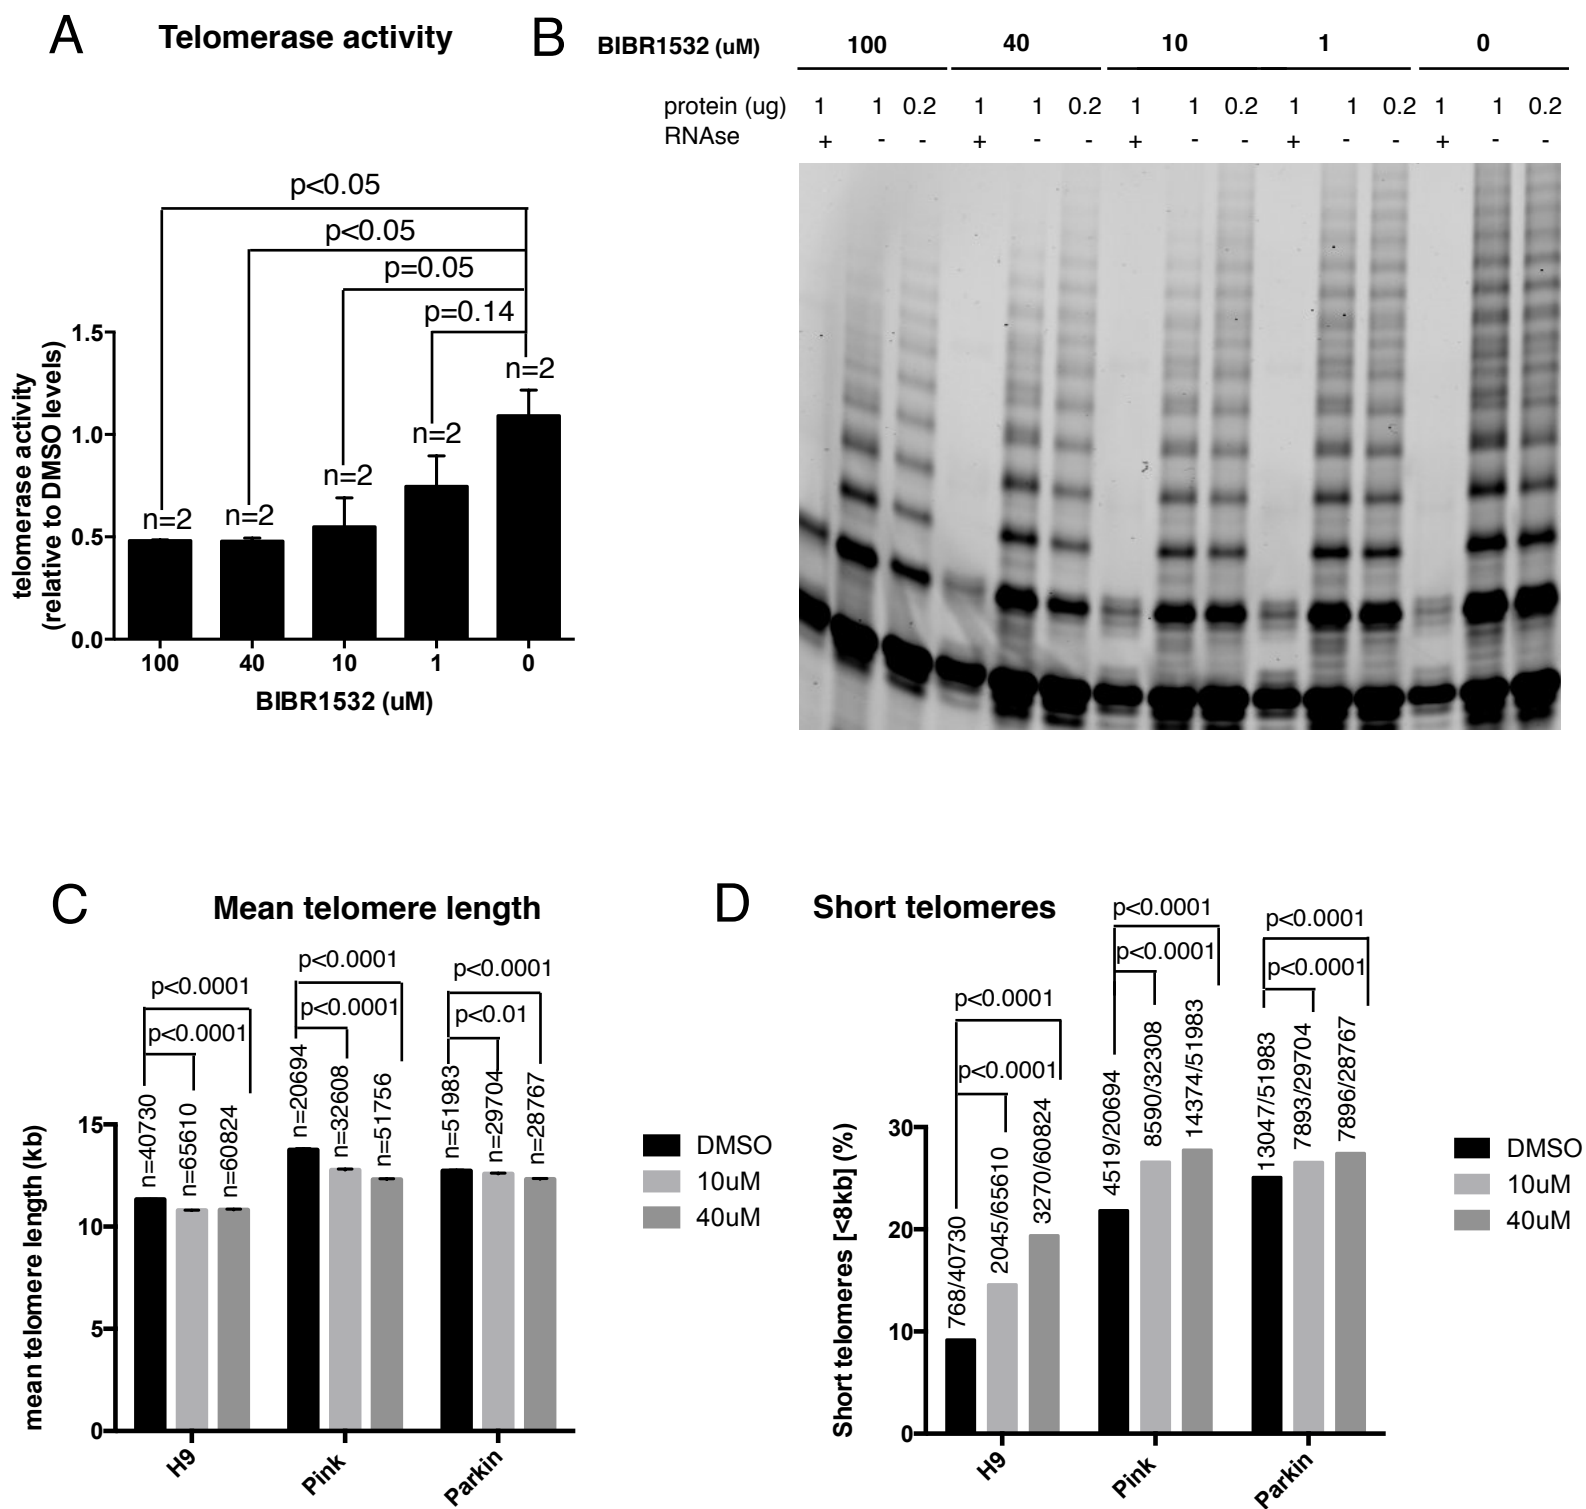 A
Telomerase activity
p<0.05
p<0.05
p=0.05
p=0.14
n=2
n=2
n=2
n=2
n=2
telomerase activity
(relative to DMSO levels)
1.5
1.0
0.5
0.0
100 40 10 1 0
BIBR1532 (uM)
B
BIBR1532 (uM) 100 40 10 1 0
protein (ug) 1 1 0.2 1 1 0.2 1 1 0.2 1 1 0.2 1 1 0.2
RNAse + - - + - - + - - + - - + - -
C
Mean telomere length
p<0.0001
p<0.0001
p<0.0001
p<0.0001
p<0.0001
p<0.01
n=40730
n=65610
n=60824
n=20694
n=32608
n=51756
n=51983
n=29704
n=28767
mean telomere length (kb)
15
10
5
0
H9
Pink
Parkin
DMSO
10uM
40uM
D
Short telomeres
p<0.0001
p<0.0001
p<0.0001
p<0.0001
p<0.0001
p<0.0001
768/40730
2045/65610
3270/60824
4519/20694
8590/32308
14374/51983
13047/51983
7893/29704
7896/28767
Short telomeres [<8kb] (%)
30
20
10
0
H9
Pink
Parkin
DMSO
10uM
40uM